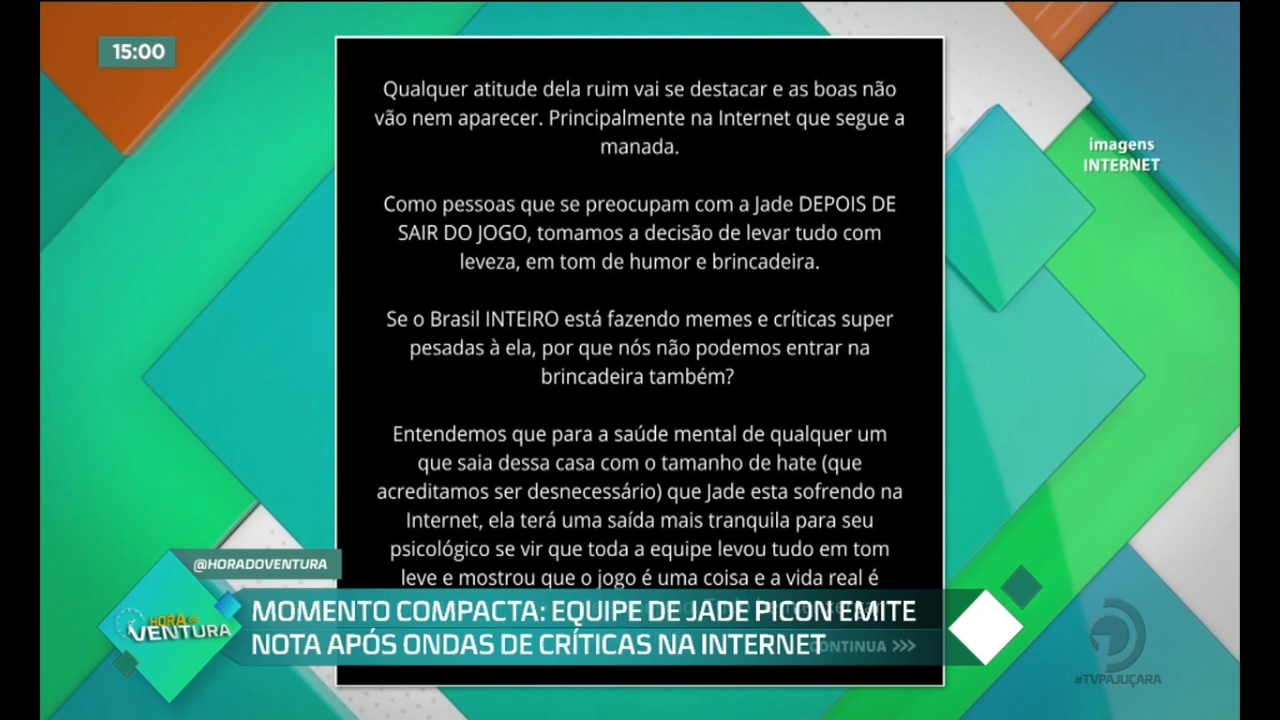 15:00
imagens
INTERNET
Qualquer atitude dela ruim vai se destacar e as boas não
vão nem aparecer. Principalmente na Internet que segue a
manada.
Como pessoas que se preocupam com a Jade DEPOIS DE
SAIR DO JOGO, tomamos a decisão de levar tudo com
leveza, em tom de humor e brincadeira.
Se o Brasil INTEIRO está fazendo memes e críticas super
pesadas à ela, por que nós não podemos entrar na
brincadeira também?
Entendemos que para a saúde mental de qualquer um
que saia dessa casa com o tamanho de hate (que
acreditamos ser desnecessário) que Jade esta sofrendo na
Internet, ela terá uma saída mais tranquila para seu
psicológico se vir que toda a equipe levou tudo em tom
leve e mostrou que o jogo é uma coisa e a vida real é
@HORADOVENTURA
HORA DO
VENTURA
MOMENTO COMPACTA: EQUIPE DE JADE PICON EMITE
NOTA APÓS ONDAS DE CRÍTICAS NA INTERNET
CONTINUA >>>
#TVPAJUÇARA